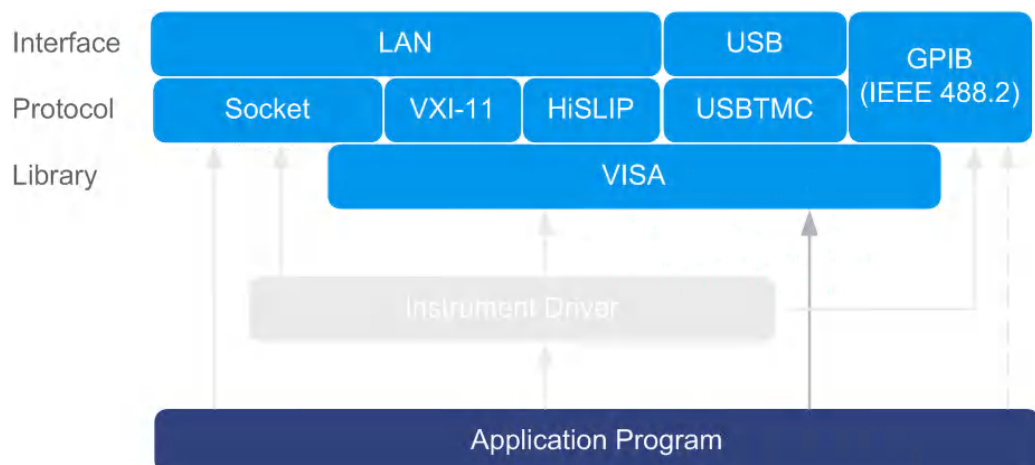 Interface
LAN
USB
GPIB
(IEEE 488.2)
Protocol
Socket
VXI-11
HiSLIP
USBTMC
Library
VISA
Instrument Driver
Application Program